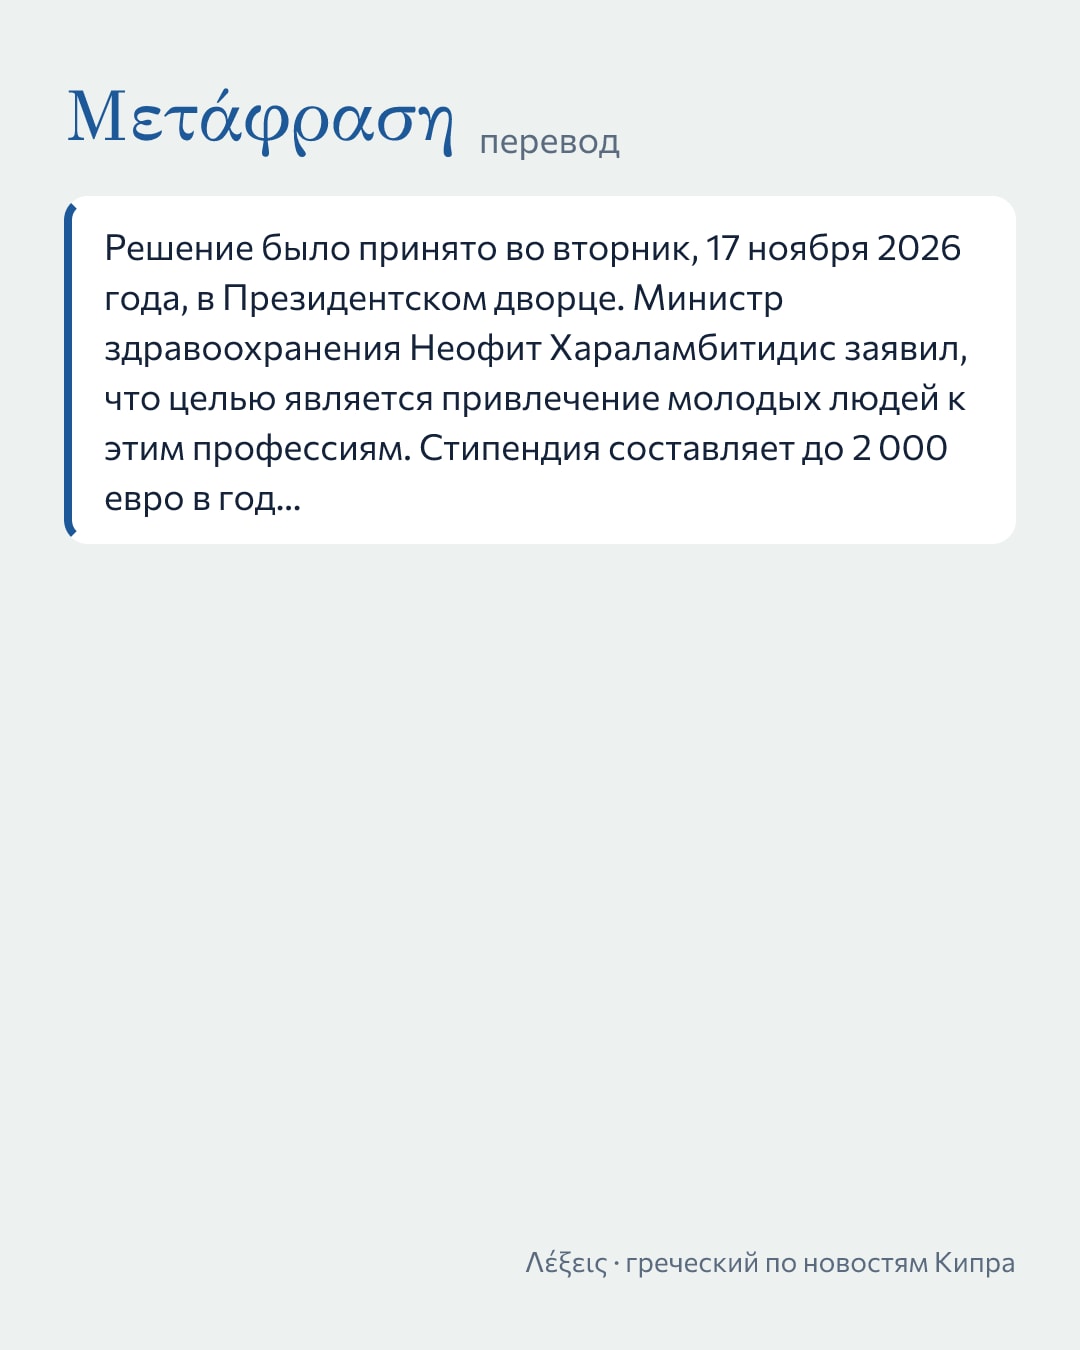 Μετάφραση перевод
Решение было принято во вторник, 17 ноября 2026
года, в Президентском дворце. Министр
здравоохранения Неофит Хараламбитидис заявил,
что целью является привлечение молодых людей к
этим профессиям. Стипендия составляет до 2 000
евро в год...
Λέξεις · греческий по новостям Кипра